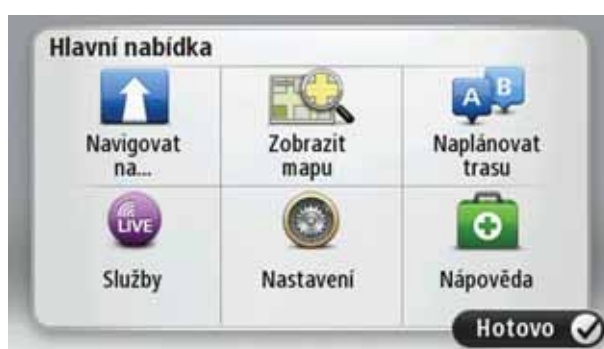 Hlavní nabídka
Navigovat
na...
Zobrazit
mapu
A B
Naplánovat
trasu
LIVE
Služby
Nastavení
Nápověda
Hotovo